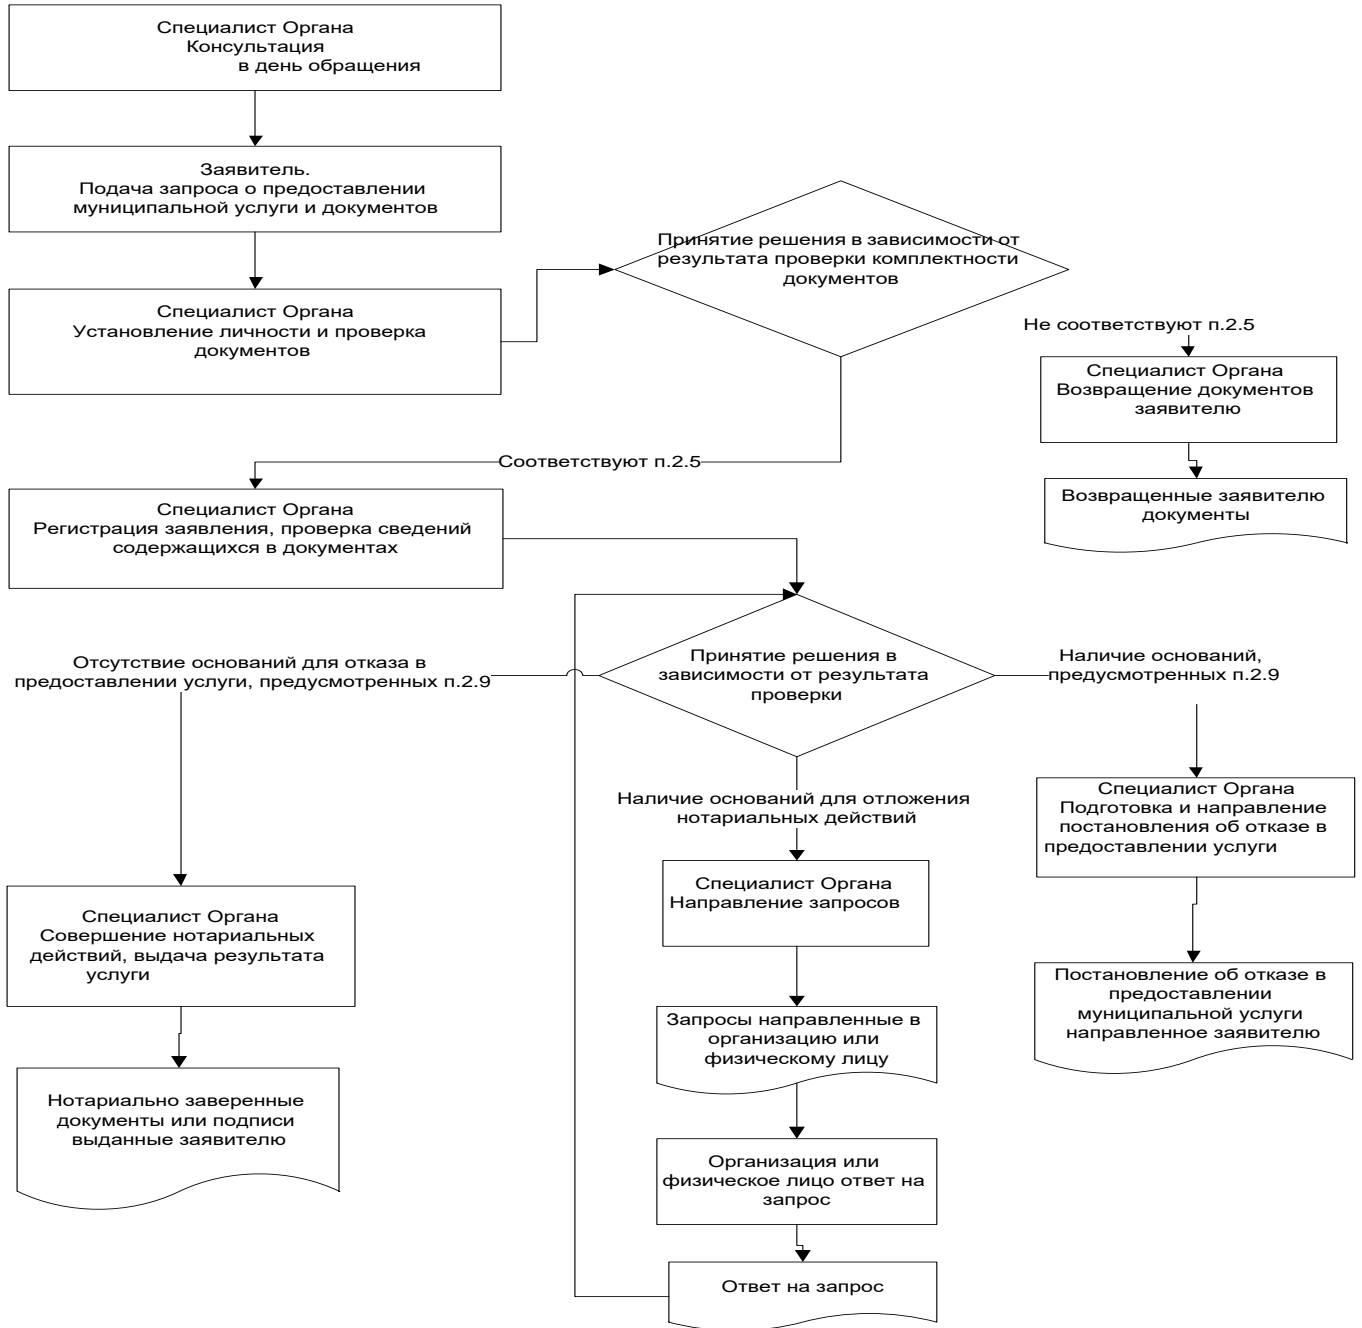 Специалист Органа
Консультация
в день обращения
Заявитель.
Подача запроса о предоставлении
муниципальной услуги и документов
Специалист Органа
Установление личности и проверка
документов
Принятие решения в зависимости от
результата проверки комплектности
документов
Не соответствуют п.2.5
Специалист Органа
Возвращение документов
заявителю
Возвращенные заявителю
документы
Соответствуют п.2.5
Специалист Органа
Регистрация заявления, проверка сведений
содержащихся в документах
Принятие решения в
зависимости от результата
проверки
Отсутствие оснований для отказа в
предоставлении услуги, предусмотренных п.2.9
Наличие оснований,
предусмотренных п.2.9
Наличие оснований для отложения
нотариальных действий
Специалист Органа
Подготовка и направление
постановления об отказе в
предоставлении услуги
Специалист Органа
Направление запросов
Специалист Органа
Совершение нотариальных
действий, выдача результата
услуги
Постановление об отказе в
предоставлении
муниципальной услуги
направленное заявителю
Запросы направленные в
организацию или
физическому лицу
Нотариально заверенные
документы или подписи
выданные заявителю
Организация или
физическое лицо ответ на
запрос
Ответ на запрос